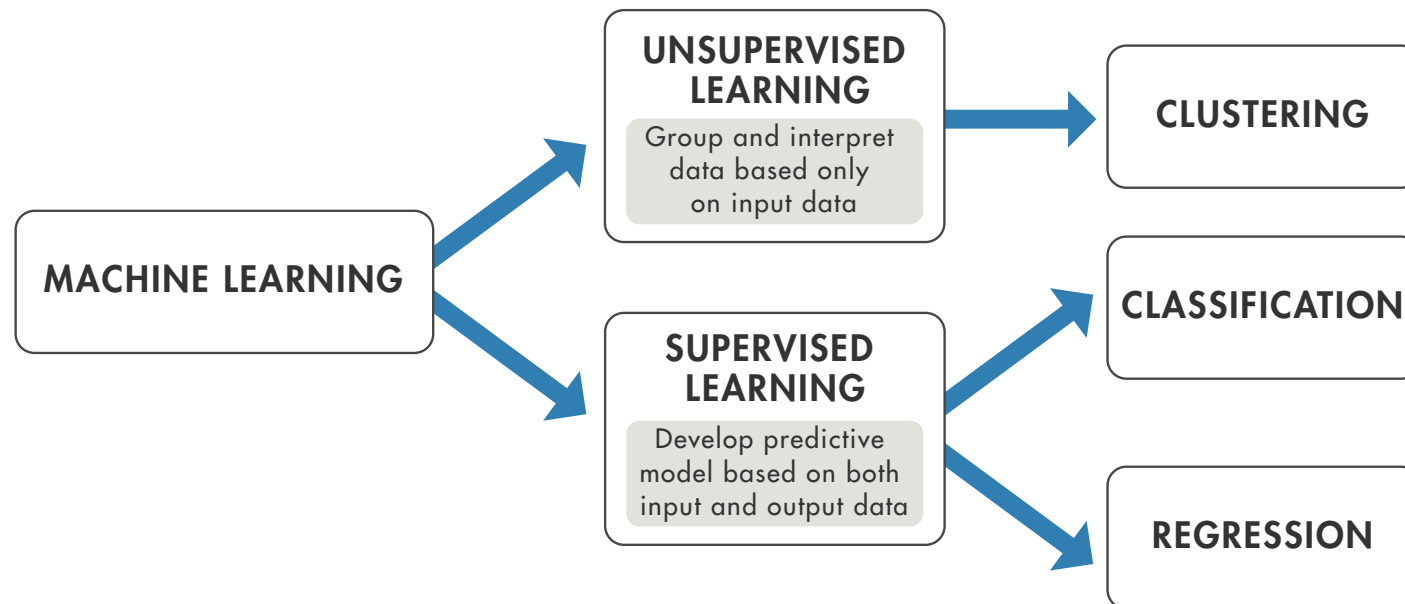 MACHINE LEARNING
UNSUPERVISED
LEARNING
Group and interpret
data based only
on input data
SUPERVISED
LEARNING
Develop predictive
model based on both
input and output data
CLUSTERING
CLASSIFICATION
REGRESSION